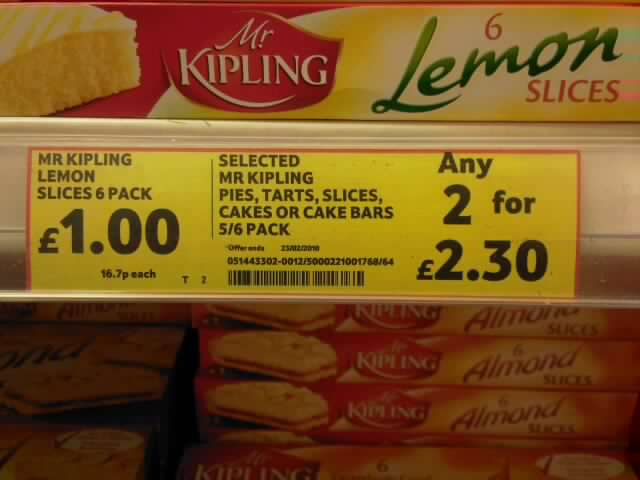 Mr
KIPLING
6
Lemon
SLICES
MR KIPLING
LEMON
SLICES 6 PACK
£1.00
16.7p each
T 2
SELECTED
MR KIPLING
PIES, TARTS, SLICES,
CAKES OR CAKE BARS
5/6 PACK
Offer ends 23/02/2010
051443302-0012/5000221001768/64
Any
2 for
£2.30
KIPLING
Almond
SLICES
KIPLING
6
Almond
SLICES
KIPLING
6
Almond
SLICES
Mr
KIPLING
6